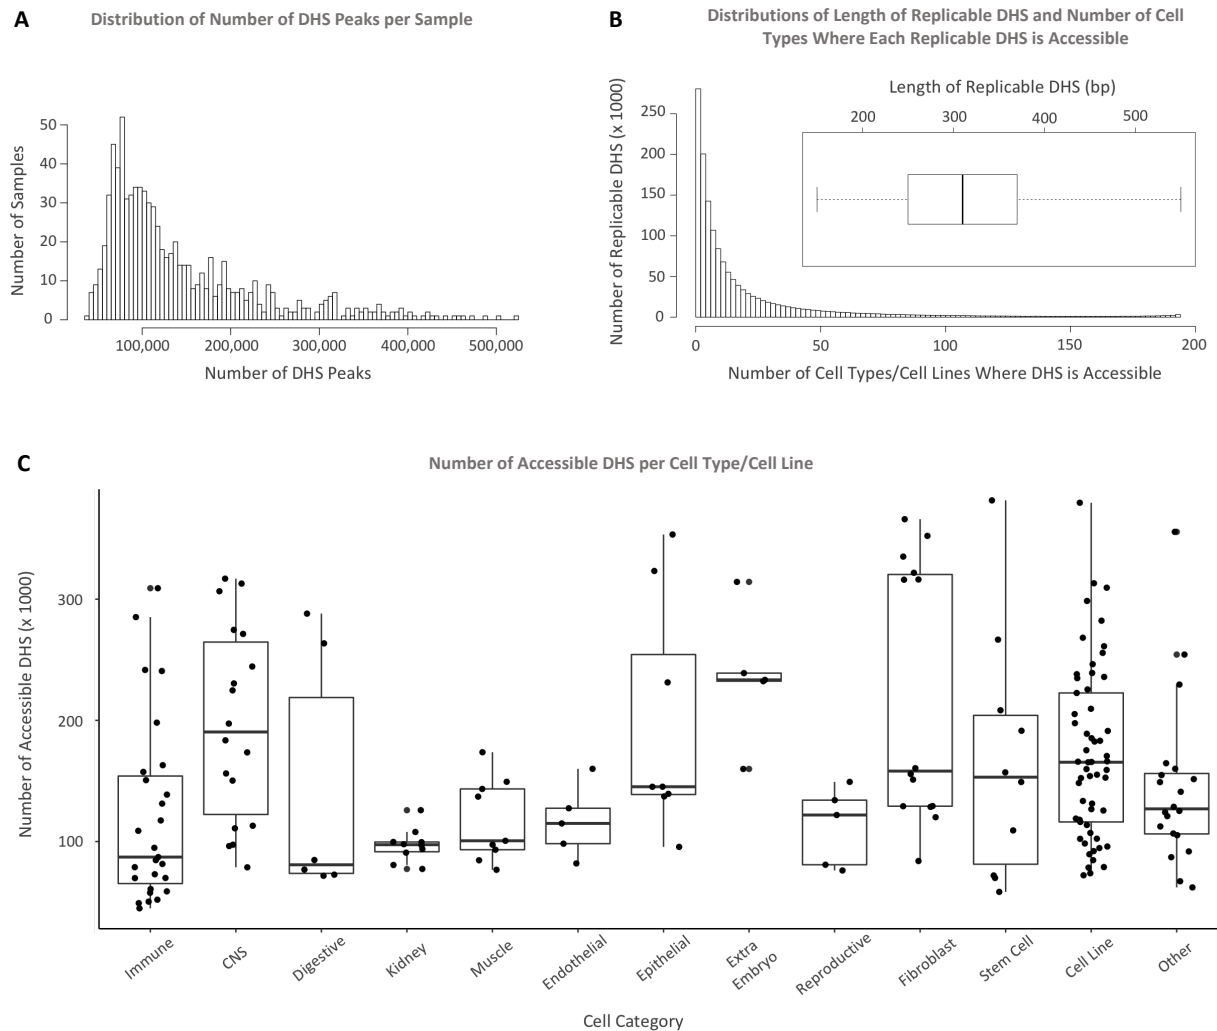 A
Distribution of Number of DHS Peaks per Sample
Number of Samples
50
40
30
20
10
0
100,000 200,000 300,000 400,000 500,000
Number of DHS Peaks
B
Distributions of Length of Replicable DHS and Number of Cell
Types Where Each Replicable DHS is Accessible
Length of Replicable DHS (bp)
200 300 400 500
Number of Replicable DHS (x 1000)
250
200
150
100
50
0
0 50 100 150 200
Number of Cell Types/Cell Lines Where DHS is Accessible
C
Number of Accessible DHS per Cell Type/Cell Line
Number of Accessible DHS (x 1000)
300
200
100
Immune
CNS
Digestive
Kidney
Muscle
Endothelial
Epithelial
Extra
Embryo
Reproductive
Fibroblast
Stem Cell
Cell Line
Other
Cell Category